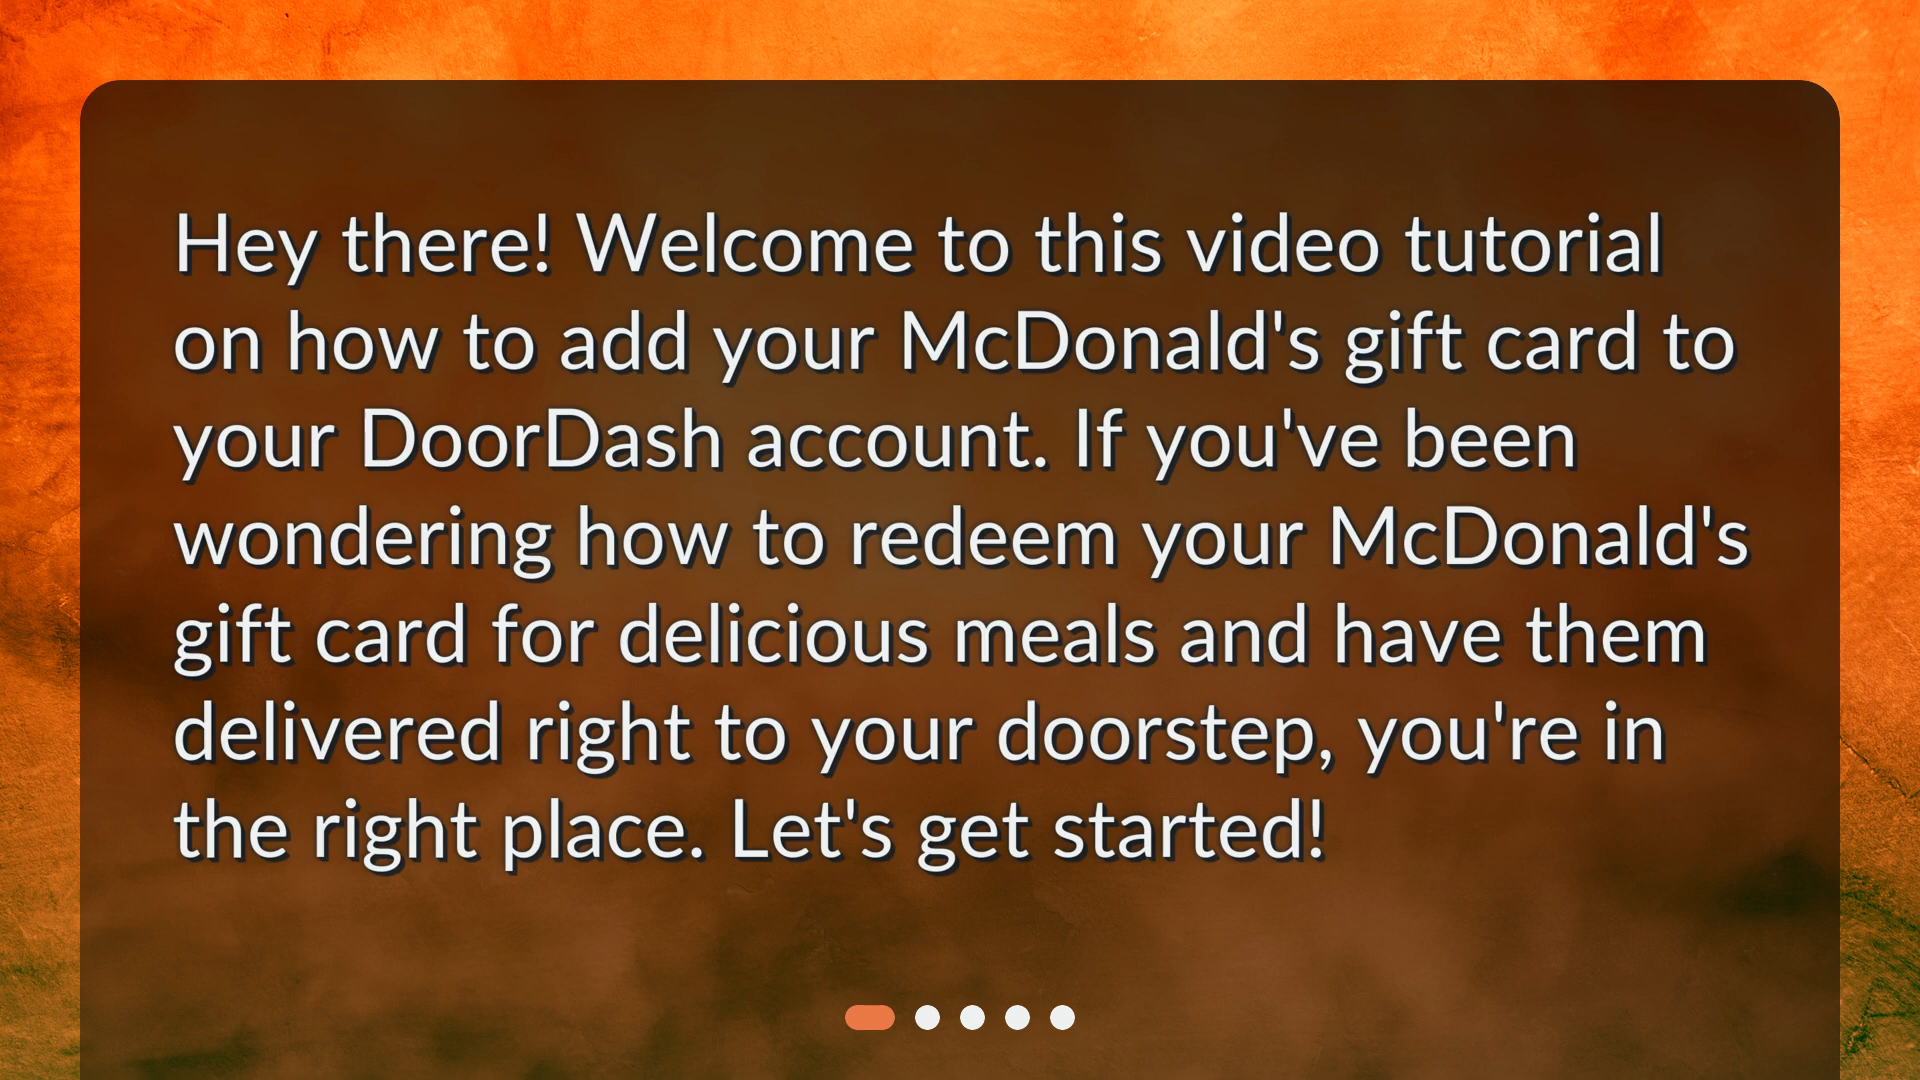 Hey there! Welcome to this video tutorial
on how to add your McDonald's gift card to
your DoorDash account. If you've been
wondering how to redeem your McDonald's
gift card for delicious meals and have them
delivered right to your doorstep, you're in
the right place. Let's get started!